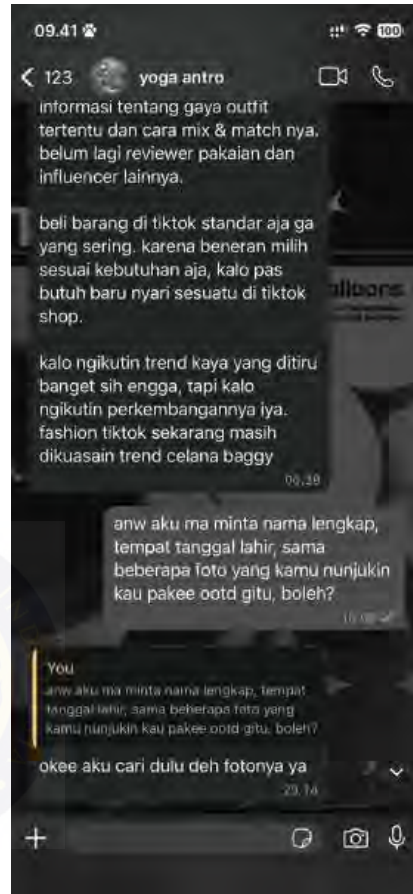 09.41
100
123
yoga antro
informasi tentang gaya outfit
tertentu dan cara mix & match nya.
belum lagi reviewer pakaian dan
influencer lainnya.
beli barang di tiktok standar aja ga
yang sering. karena beneran milih
sesuai kebutuhan aja, kalo pas
butuh baru nyari sesuatu di tiktok
shop.
kalo ngikutin trend kaya yang ditiru
banget sih engga, tapi kalo
ngikutin perkembangannya iya.
fashion tiktok sekarang masih
dikuasain trend celana baggy
anw aku ma minta nama lengkap,
tempat tanggal lahir, sama
beberapa foto yang kamu nunjukin
kau pakee ootd gitu, boleh?
You
anw aku ma minta nama lengkap, tempat
tanggal lahir, sama beberapa foto yang
kamu nunjukin kau pakee ootd gitu, boleh?
okee aku cari dulu deh fotonya ya